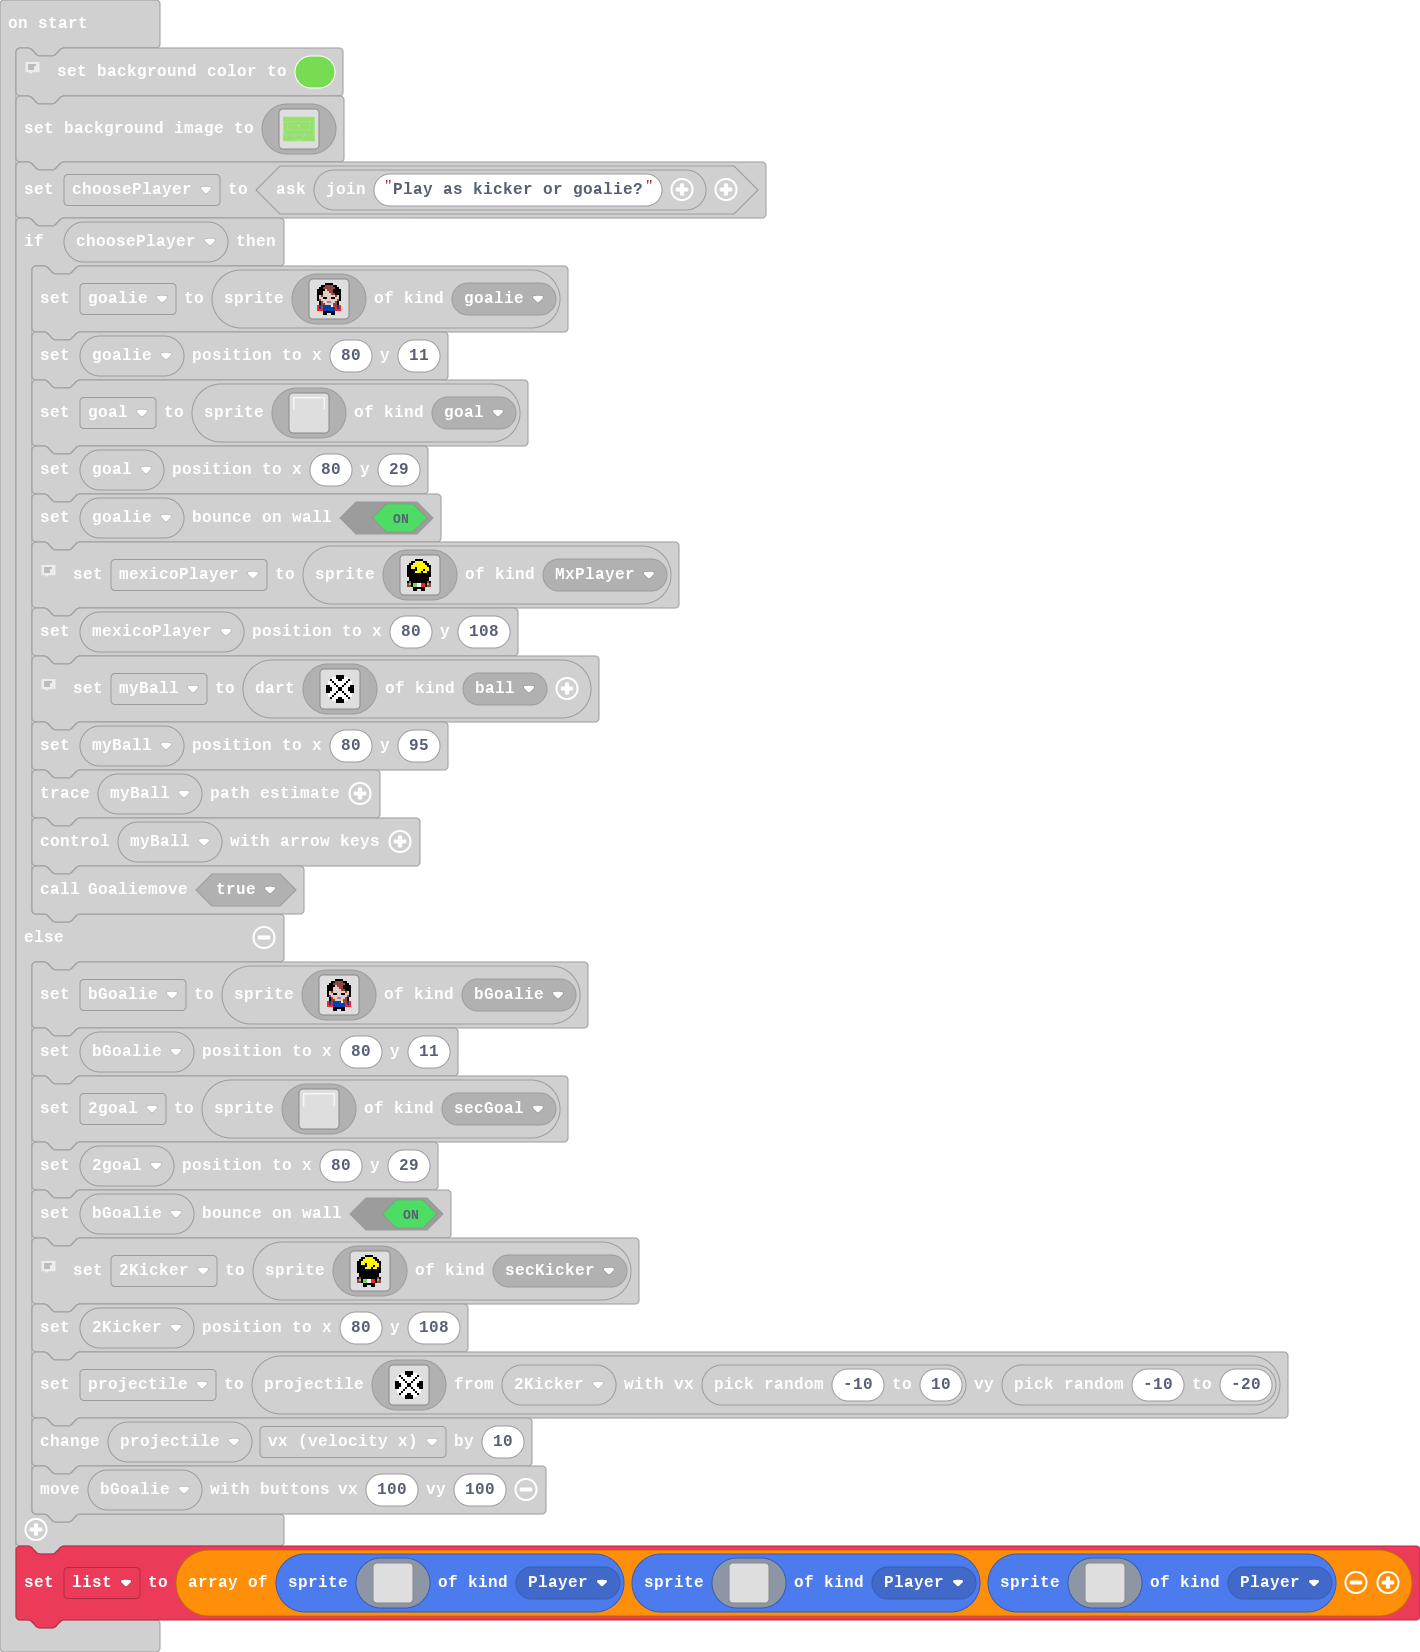 on start
set background color to
set background image to
set choosePlayer to ask join "Play as kicker or goalie?"
if choosePlayer then
set goalie to sprite of kind goalie
set goalie position to x 80 y 11
set goal to sprite of kind goal
set goal position to x 80 y 29
set goalie bounce on wall ON
set mexicoPlayer to sprite of kind MxPlayer
set mexicoPlayer position to x 80 y 108
set myBall to dart of kind ball
set myBall position to x 80 y 95
trace myBall path estimate
control myBall with arrow keys
call Goaliemove true
else
set bGoalie to sprite of kind bGoalie
set bGoalie position to x 80 y 11
set 2goal to sprite of kind secGoal
set 2goal position to x 80 y 29
set bGoalie bounce on wall ON
set 2Kicker to sprite of kind secKicker
set 2Kicker position to x 80 y 108
set projectile to projectile from 2Kicker with vx pick random -10 to 10 vy pick random -10 to -20
change projectile vx (velocity x) by 10
move bGoalie with buttons vx 100 vy 100
set list to array of sprite of kind Player sprite of kind Player sprite of kind Player